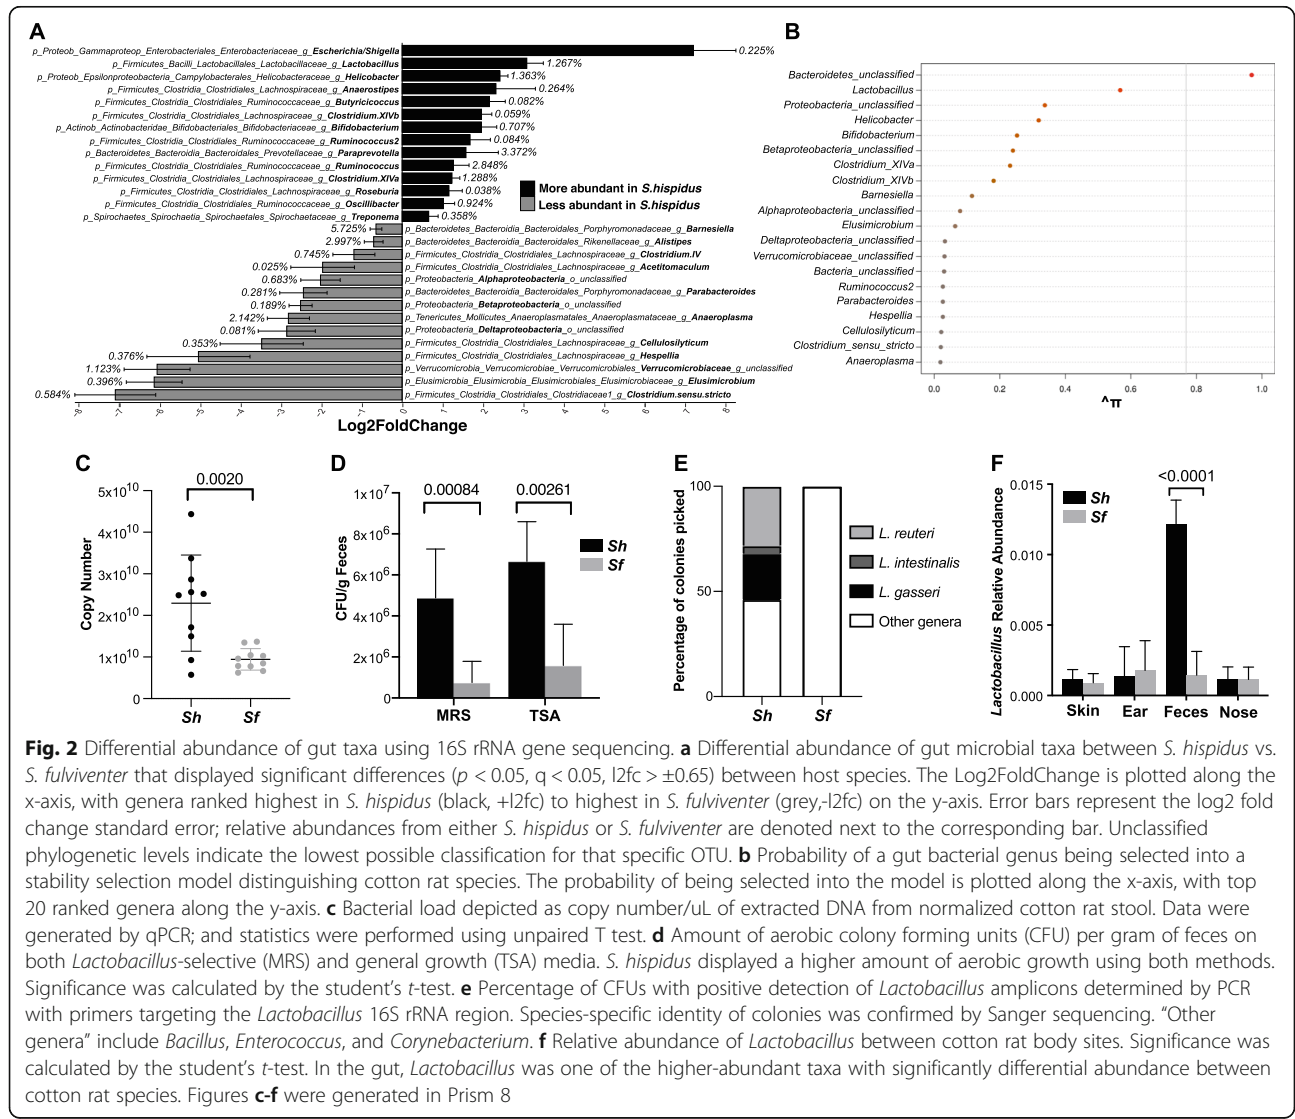 A
p_Proteob_Gammaproteop_Enterobacteriales_Enterobacteriaceae_g_Escherichia/Shigella 0.225%
p_Firmicutes_Bacilli_Lactobacillales_Lactobacillaceae_g_Lactobacillus 1.267%
p_Proteob_Epsilonproteobacteria_Campylobacterales_Helicobacteraceae_g_Helicobacter 1.363%
p_Firmicutes_Clostridia_Clostridiales_Lachnospiraceae_g_Anaerostipes 0.264%
p_Firmicutes_Clostridia_Clostridiales_Ruminococcaceae_g_Butyricicoccus 0.082%
p_Firmicutes_Clostridia_Clostridiales_Lachnospiraceae_g_Clostridium.XIVb 0.059%
p_Actinob_Actinobacteridae_Bifidobacteriales_Bifidobacteriaceae_g_Bifidobacterium 0.707%
p_Firmicutes_Clostridia_Clostridiales_Ruminococcaceae_g_Ruminococcus2 0.084%
p_Bacteroidetes_Bacteroidia_Bacteroidales_Prevotellaceae_g_Paraprevotella 3.372%
p_Firmicutes_Clostridia_Clostridiales_Lachnospiraceae_g_Ruminococcus 2.848%
p_Firmicutes_Clostridia_Clostridiales_Lachnospiraceae_g_Clostridium.XIVa 1.288%
p_Firmicutes_Clostridia_Clostridiales_Lachnospiraceae_g_Roseburia 0.038%
p_Firmicutes_Clostridia_Clostridiales_Ruminococcaceae_g_Oscillibacter 0.924%
p_Spirochaetes_Spirochaetia_Spirochaetales_Spirochaetaceae_g_Treponema 0.358%
More abundant in S.hispidus
Less abundant in S.hispidus
5.725% p_Bacteroidetes_Bacteroidia_Bacteroidales_Porphyromonadaceae_g_Barnesiella
2.997% p_Bacteroidetes_Bacteroidia_Bacteroidales_Rikenellaceae_g_Alistipes
0.745% p_Firmicutes_Clostridia_Clostridiales_Lachnospiraceae_g_Clostridium.IV
0.025% p_Firmicutes_Clostridia_Clostridiales_Lachnospiraceae_g_Acetitomaculum
0.683% p_Proteobacteria_Alphaproteobacteria_o_unclassified
0.281% p_Bacteroidetes_Bacteroidia_Bacteroidales_Porphyromonadaceae_g_Parabacteroides
0.189% p_Proteobacteria_Betaproteobacteria_o_unclassified
2.142% p_Tenericutes_Mollicutes_Anaeroplasmatales_Anaeroplasmataceae_g_Anaeroplasma
0.081% p_Proteobacteria_Deltaproteobacteria_o_unclassified
0.353% p_Firmicutes_Clostridia_Clostridiales_Lachnospiraceae_g_Cellulosilyticum
0.376% p_Firmicutes_Clostridia_Clostridiales_Lachnospiraceae_g_Hespellia
1.123% p_Verrucomicrobia_Verrucomicrobiae_Verrucomicrobiales_Verrucomicrobiaceae_g_unclassified
0.396% p_Elusimicrobia_Elusimicrobia_Elusimicrobiales_Elusimicrobiaceae_g_Elusimicrobium
0.584% p_Firmicutes_Clostridia_Clostridiales_Clostridiaceae1_g_Clostridium.sensu.stricto
-8 -7 -6 -5 -4 -3 -2 -1 0 1 2 3 4 5 6 7 8
Log2FoldChange
B
Bacteroidetes_unclassified
Lactobacillus
Proteobacteria_unclassified
Helicobacter
Bifidobacterium
Betaproteobacteria_unclassified
Clostridium_XIVa
Clostridium_XIVb
Barnesiella
Alphaproteobacteria_unclassified
Elusimicrobium
Deltaproteobacteria_unclassified
Verrucomicrobiaceae_unclassified
Bacteria_unclassified
Ruminococcus2
Parabacteroides
Hespellia
Cellulosilyticum
Clostridium_sensu_stricto
Anaeroplasma
0.0 0.2 0.4 0.6 0.8 1.0
^π
C
0.0020
Copy Number
5x10^10
4x10^10
3x10^10
2x10^10
1x10^10
0
Sh Sf
D
0.00084 0.00261
CFU/g Feces
1x10^7
8x10^6
6x10^6
4x10^6
2x10^6
0
MRS TSA
Sh
Sf
E
Percentage of colonies picked
100
50
0
Sh Sf
L. reuteri
L. intestinalis
L. gasseri
Other genera
F
<0.0001
Lactobacillus Relative Abundance
0.015
0.010
0.005
0.000
Sh
Sf
Skin Ear Feces Nose
Fig. 2 Differential abundance of gut taxa using 16S rRNA gene sequencing. a Differential abundance of gut microbial taxa between S. hispidus vs.
S. fulviventer that displayed significant differences (p < 0.05, q < 0.05, l2fc > ±0.65) between host species. The Log2FoldChange is plotted along the
x-axis, with genera ranked highest in S. hispidus (black, +l2fc) to highest in S. fulviventer (grey,-l2fc) on the y-axis. Error bars represent the log2 fold
change standard error; relative abundances from either S. hispidus or S. fulviventer are denoted next to the corresponding bar. Unclassified
phylogenetic levels indicate the lowest possible classification for that specific OTU. b Probability of a gut bacterial genus being selected into a
stability selection model distinguishing cotton rat species. The probability of being selected into the model is plotted along the x-axis, with top
20 ranked genera along the y-axis. c Bacterial load depicted as copy number/uL of extracted DNA from normalized cotton rat stool. Data were
generated by qPCR; and statistics were performed using unpaired T test. d Amount of aerobic colony forming units (CFU) per gram of feces on
both Lactobacillus-selective (MRS) and general growth (TSA) media. S. hispidus displayed a higher amount of aerobic growth using both methods.
Significance was calculated by the student's t-test. e Percentage of CFUs with positive detection of Lactobacillus amplicons determined by PCR
with primers targeting the Lactobacillus 16S rRNA region. Species-specific identity of colonies was confirmed by Sanger sequencing. "Other
genera" include Bacillus, Enterococcus, and Corynebacterium. f Relative abundance of Lactobacillus between cotton rat body sites. Significance was
calculated by the student's t-test. In the gut, Lactobacillus was one of the higher-abundant taxa with significantly differential abundance between
cotton rat species. Figures c-f were generated in Prism 8